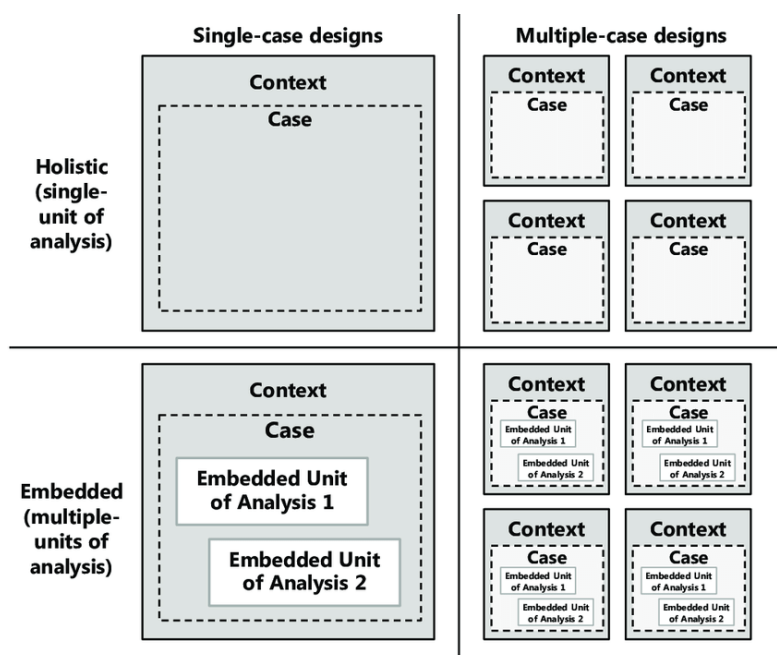 Single-case designs
Multiple-case designs
Holistic
(single-
unit of
analysis)
Context
Case
Context
Case
Context
Case
Context
Case
Context
Case
Embedded
(multiple-
units of
analysis)
Context
Case
Embedded Unit
of Analysis 1
Embedded Unit
of Analysis 2
Context
Case
Embedded Unit
of Analysis 1
Embedded Unit
of Analysis 2
Context
Case
Embedded Unit
of Analysis 1
Embedded Unit
of Analysis 2
Context
Case
Embedded Unit
of Analysis 1
Embedded Unit
of Analysis 2
Context
Case
Embedded Unit
of Analysis 1
Embedded Unit
of Analysis 2